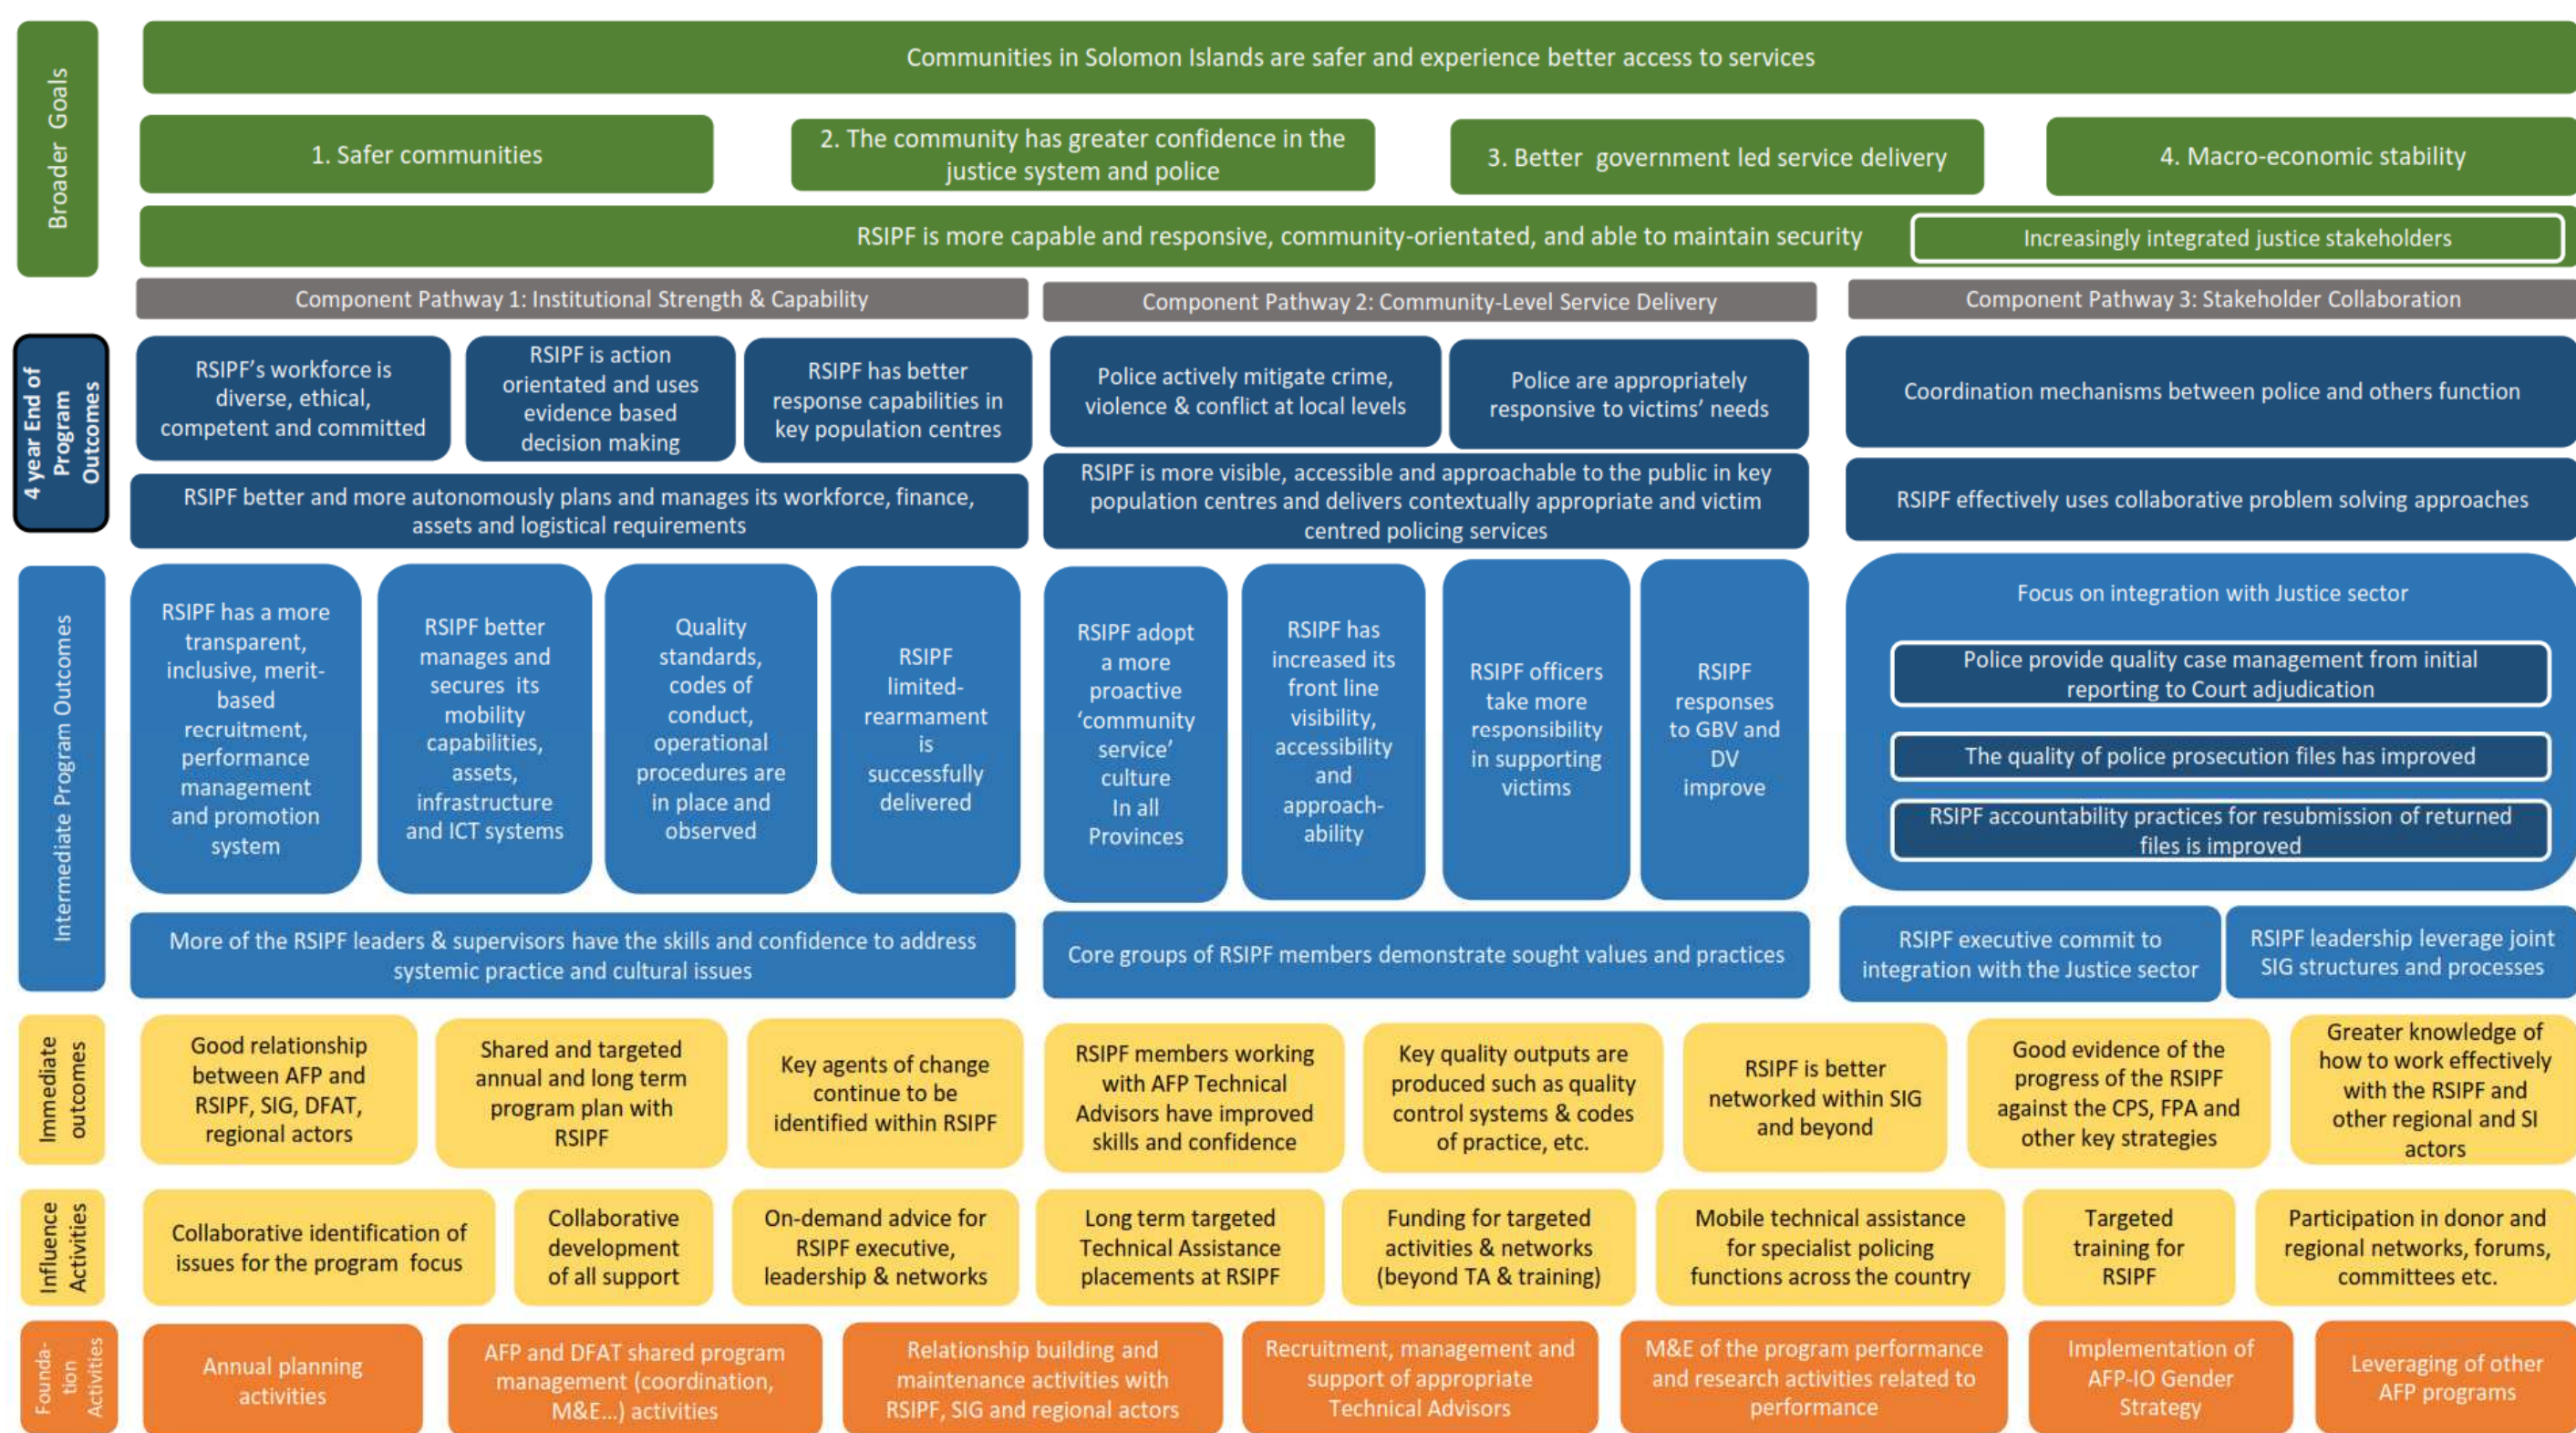 Broader Goals
Communities in Solomon Islands are safer and experience better access to services
1. Safer communities
2. The community has greater confidence in the
justice system and police
3. Better government led service delivery
4. Macro-economic stability
RSIPF is more capable and responsive, community-orientated, and able to maintain security
Increasingly integrated justice stakeholders
Component Pathway 1: Institutional Strength & Capability
Component Pathway 2: Community-Level Service Delivery
Component Pathway 3: Stakeholder Collaboration
4 year End of
Program
Outcomes
RSIPF's workforce is
diverse, ethical,
competent and committed
RSIPF is action
orientated and uses
evidence based
decision making
RSIPF has better
response capabilities in
key population centres
Police actively mitigate crime,
violence & conflict at local levels
Police are appropriately
responsive to victims' needs
Coordination mechanisms between police and others function
RSIPF better and more autonomously plans and manages its workforce, finance,
assets and logistical requirements
RSIPF is more visible, accessible and approachable to the public in key
population centres and delivers contextually appropriate and victim
centred policing services
RSIPF effectively uses collaborative problem solving approaches
Intermediate Program Outcomes
RSIPF has a more
transparent,
inclusive, merit-
based
recruitment,
performance
management
and promotion
system
RSIPF better
manages and
secures its
mobility
capabilities,
assets,
infrastructure
and ICT systems
Quality
standards,
codes of
conduct,
operational
procedures are
in place and
observed
RSIPF
limited-
rearmament
is
successfully
delivered
RSIPF adopt
a more
proactive
'community
service'
culture
In all
Provinces
RSIPF has
increased its
front line
visibility,
accessibility
and
approach-
ability
RSIPF officers
take more
responsibility
in supporting
victims
RSIPF
responses
to GBV and
DV
improve
Focus on integration with Justice sector
Police provide quality case management from initial
reporting to Court adjudication
The quality of police prosecution files has improved
RSIPF accountability practices for resubmission of returned
files is improved
More of the RSIPF leaders & supervisors have the skills and confidence to address
systemic practice and cultural issues
Core groups of RSIPF members demonstrate sought values and practices
RSIPF executive commit to
integration with the Justice sector
RSIPF leadership leverage joint
SIG structures and processes
Immediate
outcomes
Good relationship
between AFP and
RSIPF, SIG, DFAT,
regional actors
Shared and targeted
annual and long term
program plan with
RSIPF
Key agents of change
continue to be
identified within RSIPF
RSIPF members working
with AFP Technical
Advisors have improved
skills and confidence
Key quality outputs are
produced such as quality
control systems & codes
of practice, etc.
RSIPF is better
networked within SIG
and beyond
Good evidence of the
progress of the RSIPF
against the CPS, FPA and
other key strategies
Greater knowledge of
how to work effectively
with the RSIPF and
other regional and SI
actors
Influence
Activities
Collaborative identification of
issues for the program focus
Collaborative
development
of all support
On-demand advice for
RSIPF executive,
leadership & networks
Long term targeted
Technical Assistance
placements at RSIPF
Funding for targeted
activities & networks
(beyond TA & training)
Mobile technical assistance
for specialist policing
functions across the country
Targeted
training for
RSIPF
Participation in donor and
regional networks, forums,
committees etc.
Founda-
tion
Activities
Annual planning
activities
AFP and DFAT shared program
management (coordination,
M&E...) activities
Relationship building and
maintenance activities with
RSIPF, SIG and regional actors
Recruitment, management and
support of appropriate
Technical Advisors
M&E of the program performance
and research activities related to
performance
Implementation of
AFP-IO Gender
Strategy
Leveraging of other
AFP programs